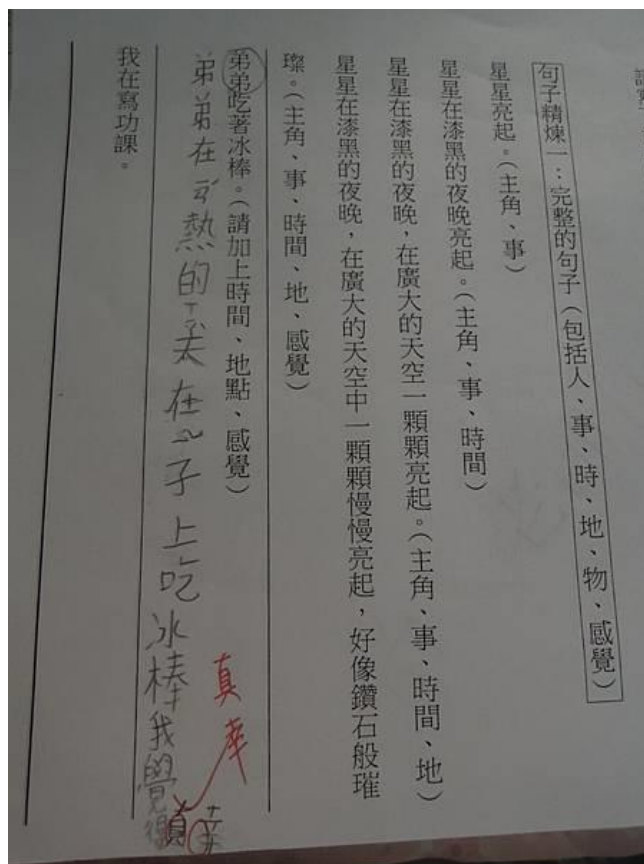 句子精煉一：完整的句子（包括人、事、時、地、物、感覺）
星星亮起。（主角、事）
星星在漆黑的夜晚亮起。（主角、事、時間）
星星在漆黑的夜晚，在廣大的天空一顆顆亮起。（主角、事、時間、地）
星星在漆黑的夜晚，在廣大的天空中一顆顆慢慢亮起，好像鑽石般璀
璨。（主角、事、時間、地、感覺）
弟弟吃著冰棒。（請加上時間、地點、感覺）
弟弟在 熱的 天在 子上吃冰棒我覺得真幸
真幸
我在寫功課。